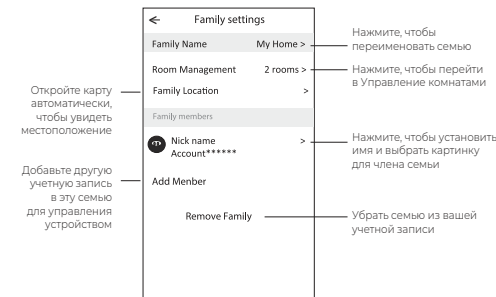 Family settings
Family Name
My Home >
Room Management
2 rooms >
Family Location
>
Family members
Nick name
Account******
>
Add Menber
Remove Family
Откройте карту
автоматически,
чтобы увидеть
местоположение
Добавьте другую
учетную запись
в эту семью
для управления
устройством
Нажмите, чтобы
переименовать семью
Нажмите, чтобы перейти
в Управление комнатами
Нажмите, чтобы установить
имя и выбрать картинку
для члена семьи
Убрать семью из вашей
учетной записи